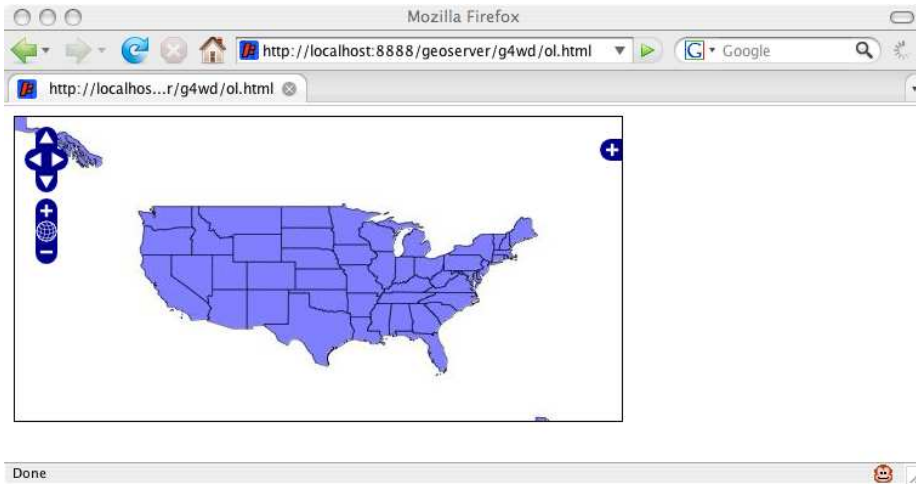 Mozilla Firefox
http://localhost:8888/geoserver/g4wd/ol.html
G Google
http://localhos...r/g4wd/ol.html
Done